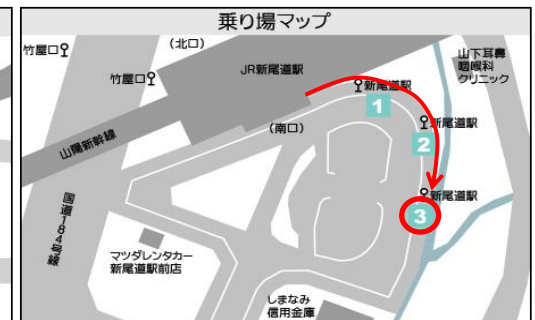 乗り場マップ
竹屋口
(北口)
竹屋口
JR新尾道駅
山下耳鼻
咽喉科
クリニック
新尾道駅
1
新尾道駅
2
(南口)
山陽新幹線
新尾道駅
3
国道184号線
マツダレンタカー
新尾道駅前店
しまなみ
信用金庫